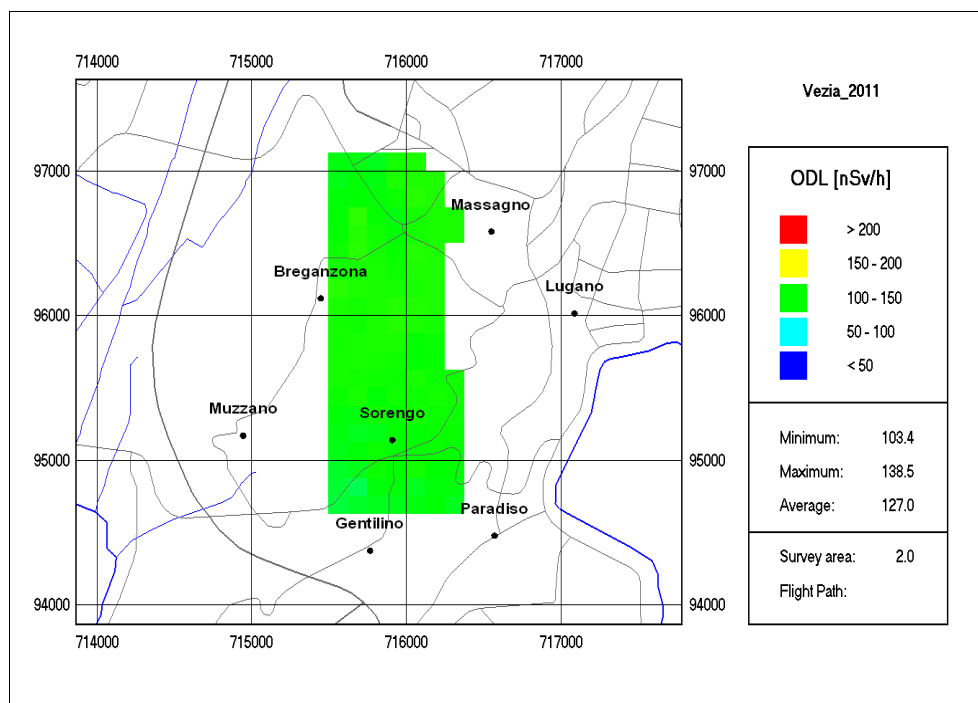 714000 715000 716000 717000
Vezia_2011
97000 97000
ODL [nSv/h]
Massagno
> 200
150 - 200
Breganzona
Lugano
100 - 150
96000 96000
50 - 100
< 50
Muzzano
Sorengo
Minimum: 103.4
95000 95000
Maximum: 138.5
Average: 127.0
Paradiso
Gentilino
Survey area: 2.0
Flight Path:
94000 94000
714000 715000 716000 717000